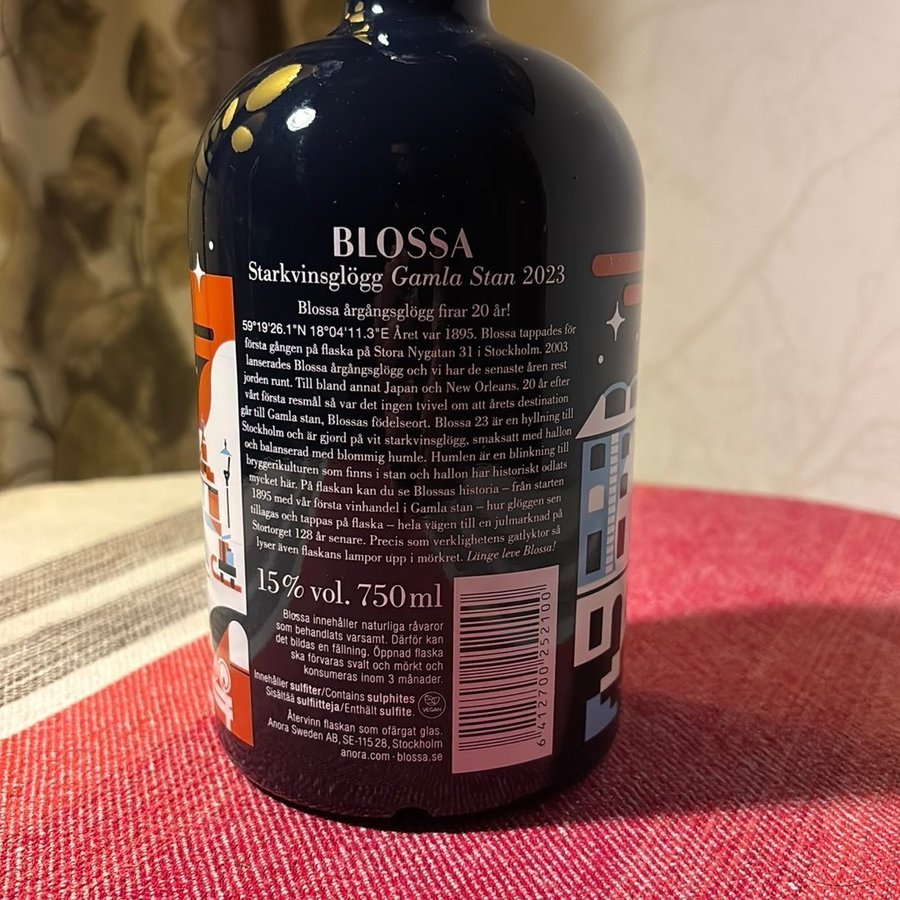 BLOSSA
Starkvinsglögg Gamla Stan 2023
Blossa årgångsglögg firar 20 år!
59°19'26.1"N 18°04'11.3"E Året var 1895. Blossa tappades för
första gången på flaska på Stora Nygatan 31 i Stockholm. 2003
lanserades Blossa årgångsglögg och vi har de senaste åren rest
jorden runt. Till bland annat Japan och New Orleans. 20 år efter
vårt första resmål så var det ingen tvivel om att årets destination
går till Gamla stan, Blossas födelseort. Blossa 23 är en hyllning till
Stockholm och är gjord på vit starkvinsglögg, smaksatt med hallon
och balanserad med blommig humle. Humlen är en blinkning till
bryggerikulturen som finns i stan och hallon har historiskt odlats
mycket här. På flaskan kan du se Blossas historia – från starten
1895 med vår första vinhandel i Gamla stan – hur glöggen sen
tillagas och tappas på flaska – hela vägen till en julmarknad på
Stortorget 128 år senare. Precis som verklighetens gatlyktor så
lyser även flaskans lampor upp i mörkret. Länge leve Blossa!
15% vol. 750ml
Blossa innehåller naturliga råvaror
som behandlats varsamt. Därför kan
det bildas en fällning. Öppnad flaska
ska förvaras svalt och mörkt och
konsumeras inom 3 månader.
Innehåller sulfiter/Contains sulphites
Sisältää sulfiitteja/Enthält sulfite.
VEGAN
Återvinn flaskan som ofärgat glas.
Anora Sweden AB, SE-115 28, Stockholm
anora.com · blossa.se
6 412700 252100